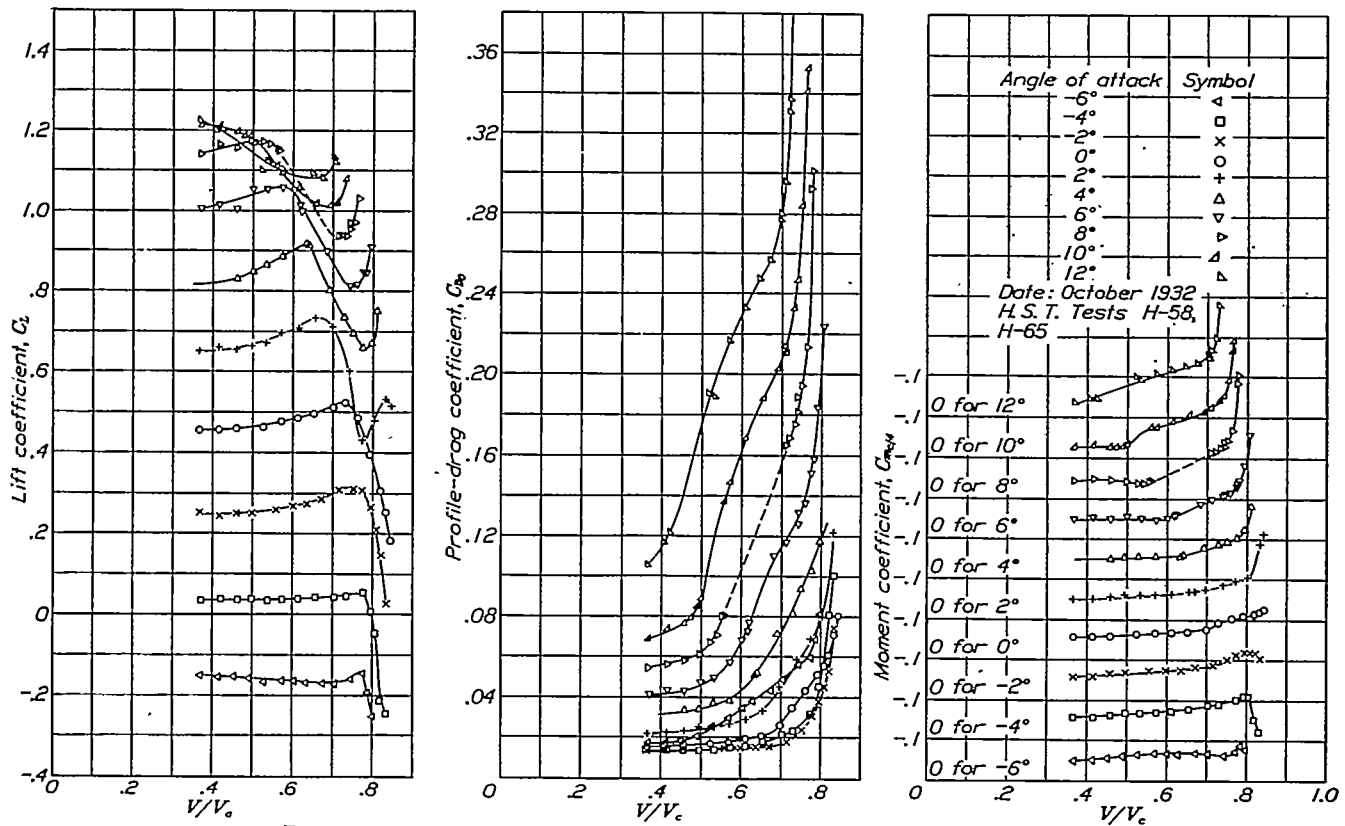 Lift coefficient, C_L
1.4
1.2
1.0
.8
.6
.4
.2
0
-.2
-.4
0
.2
.4
.6
.8
V/Vc
Profile-drag coefficient, C_D0
.36
.32
.28
.24
.20
.16
.12
.08
.04
0
.2
.4
.6
.8
V/Vc
Moment coefficient, C_mc/4
Angle of attack Symbol
-6°
-4°
-2°
0°
2°
4°
6°
8°
10°
12°
Date: October 1932
H.S.T. Tests H-58,
H-65
-.1
0 for 12°
-.1
0 for 10°
-.1
0 for 8°
-.1
0 for 6°
-.1
0 for 4°
-.1
0 for 2°
-.1
0 for 0°
-.1
0 for -2°
-.1
0 for -4°
-.1
0 for -6°
0
.2
.4
.6
.8
1.0
V/Vc